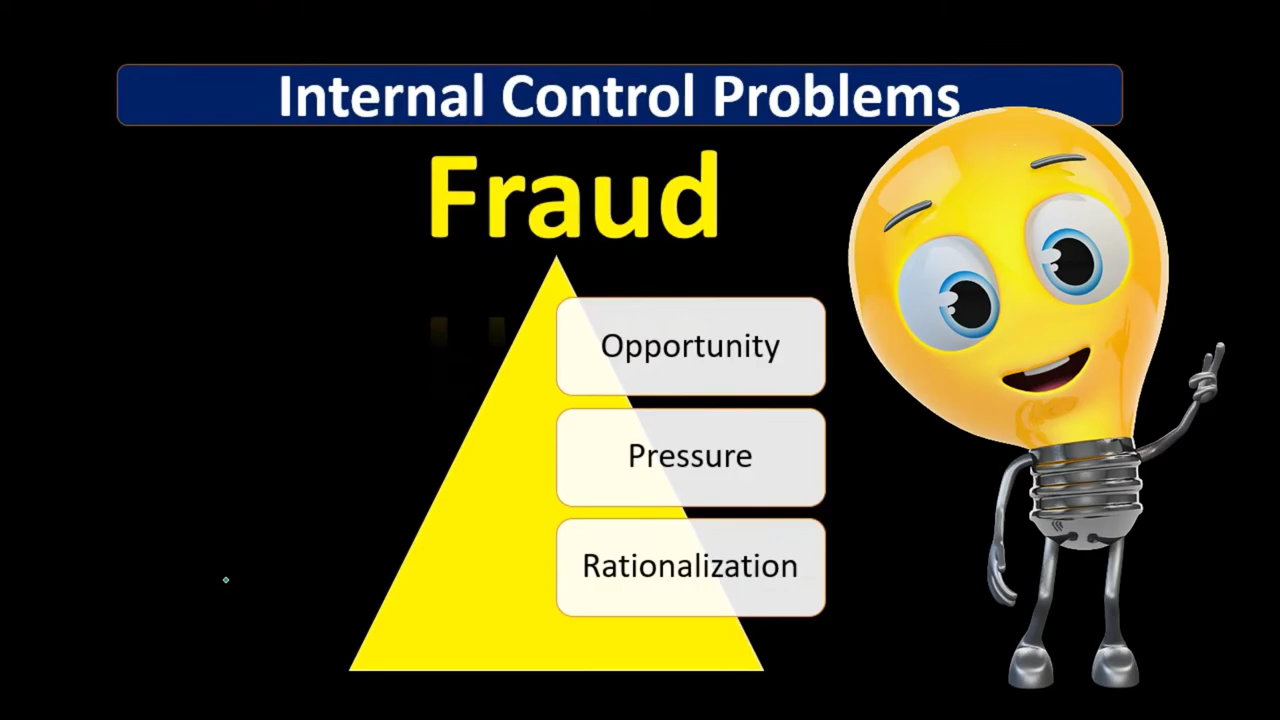 Internal Control Problems
Fraud
Opportunity
Pressure
Rationalization